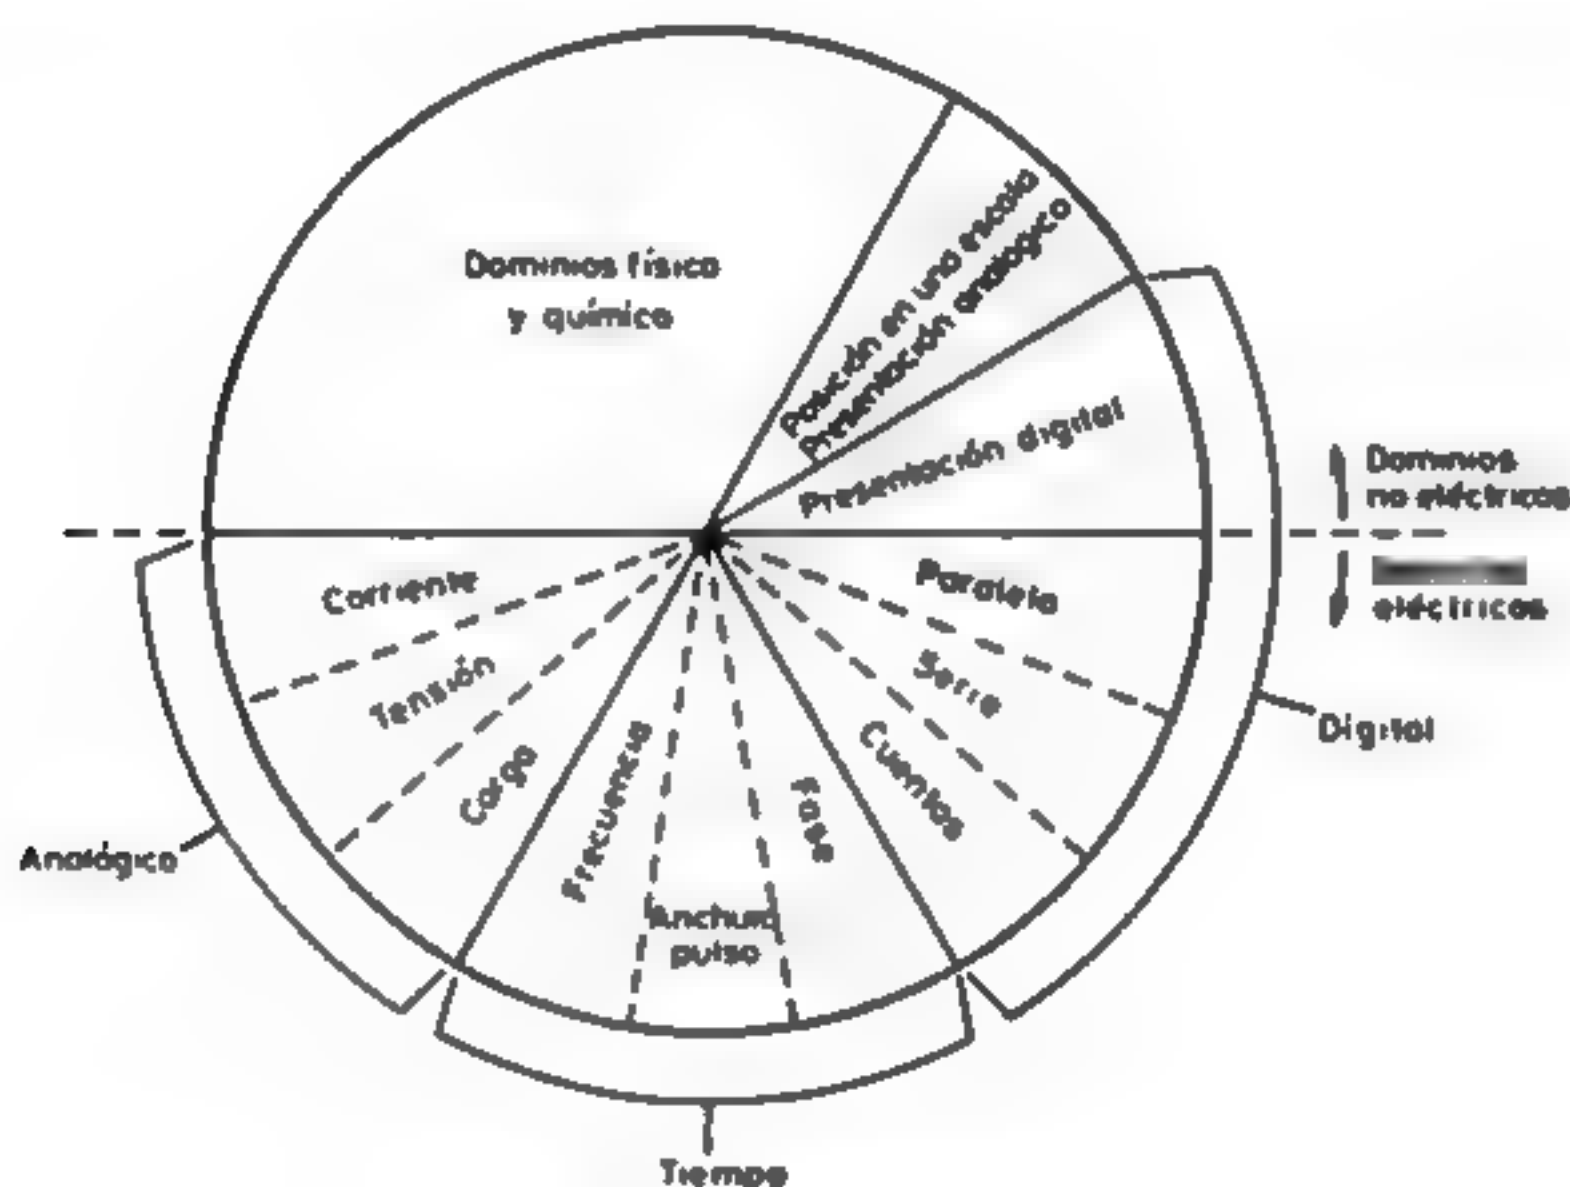 Dominios físico
y químico
Posición en una escala
Presentación analógico
Presentación digital
Dominios
no eléctricos
eléctricos
Corriente
Tensión
Carga
Frecuencia
Anchura
pulso
Fase
Cuentas
Serie
Paralelo
Analógico
Digital
Tiempo